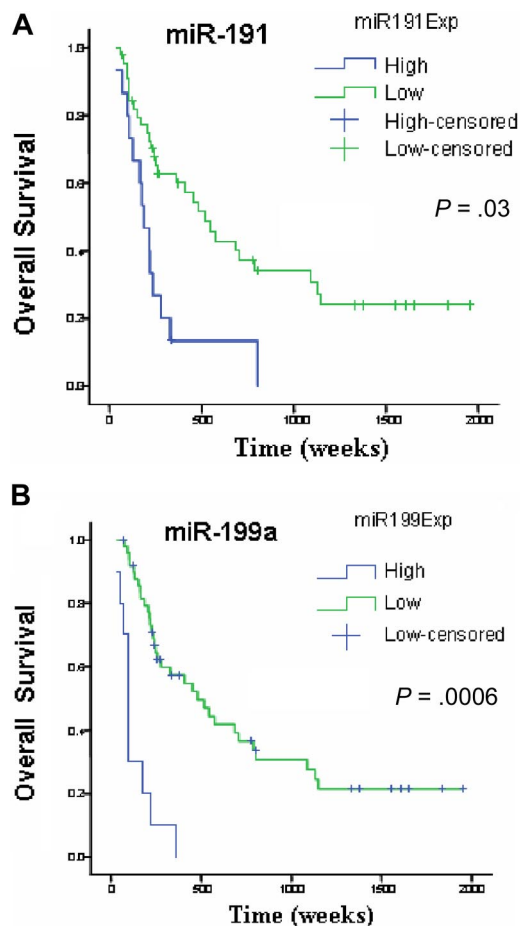 A
miR-191
miR191Exp
High
Low
High-censored
Low-censored
P = .03
Overall Survival
1.0
0.8
0.6
0.4
0.2
0.0
0 500 1000 1500 2000
Time (weeks)
B
miR-199a
miR199Exp
High
Low
Low-censored
P = .0006
Overall Survival
1.0
0.8
0.6
0.4
0.2
0.0
0 500 1000 1500 2000
Time (weeks)